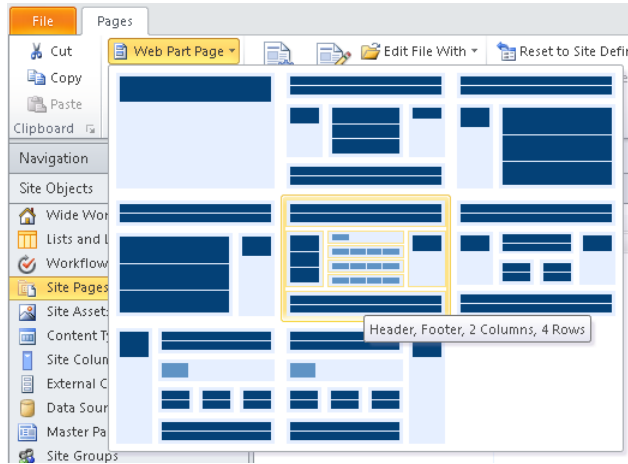 File Pages
Cut Web Part Page Edit File With Reset to Site Defin
Copy
Paste
Clipboard
Navigation
Site Objects
Wide Wor
Lists and L
Workflow
Site Pages
Site Asset
Content Ty
Site Colun
External C
Data Sour
Master Pa
Site Groups
Header, Footer, 2 Columns, 4 Rows